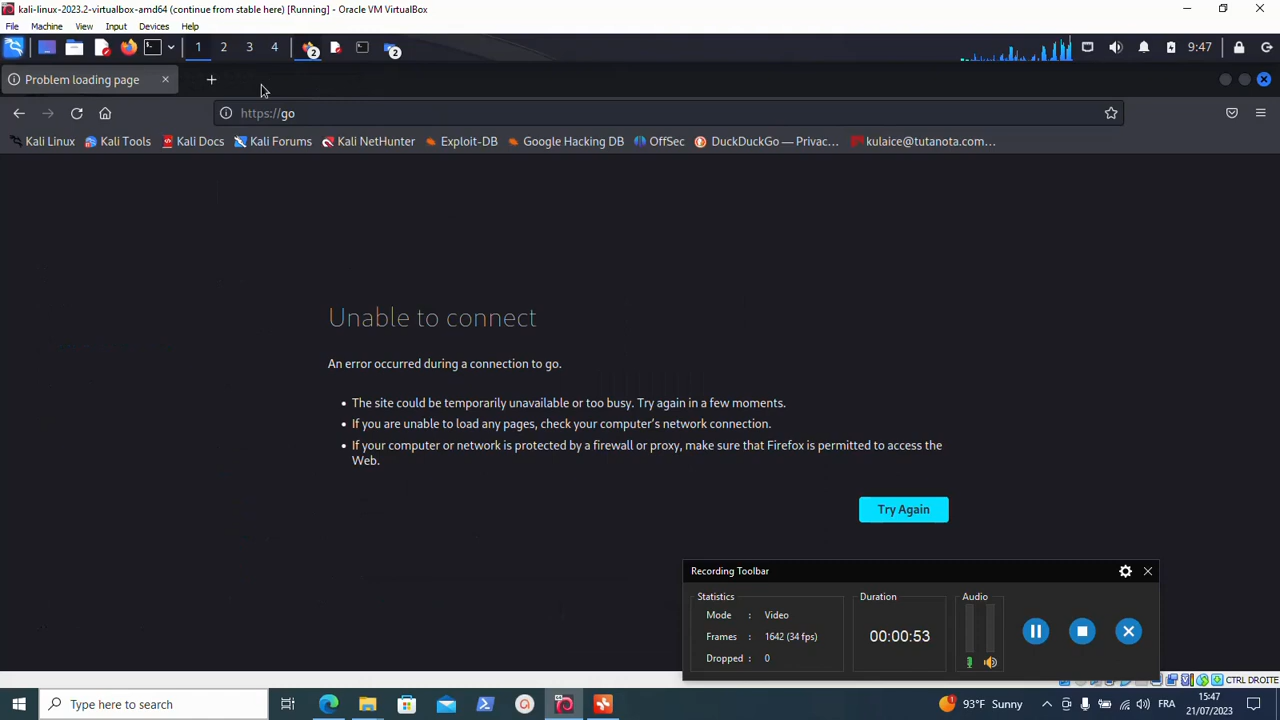 kali-linux-2023.2-virtualbox-amd64 (continue from stable here) [Running] - Oracle VM VirtualBox
File Machine View Input Devices Help
1 2 3 4 2 2 9:47
Problem loading page
https://go
Kali Linux Kali Tools Kali Docs Kali Forums Kali NetHunter Exploit-DB Google Hacking DB OffSec DuckDuckGo — Privac... kulaice@tutanota.com...
Unable to connect
An error occurred during a connection to go.
• The site could be temporarily unavailable or too busy. Try again in a few moments.
• If you are unable to load any pages, check your computer's network connection.
• If your computer or network is protected by a firewall or proxy, make sure that Firefox is permitted to access the
Web.
Try Again
Recording Toolbar
Statistics Duration Audio
Mode : Video
Frames : 1642 (34 fps)
00:00:53
Dropped : 0
CTRL DROITE
Type here to search
93°F Sunny
FRA
15:47
21/07/2023